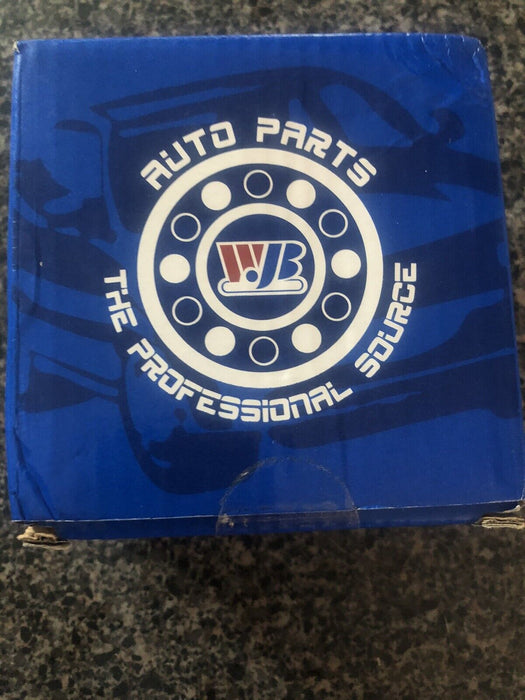 AUTO PARTS
WJB
THE PROFESSIONAL SOURCE